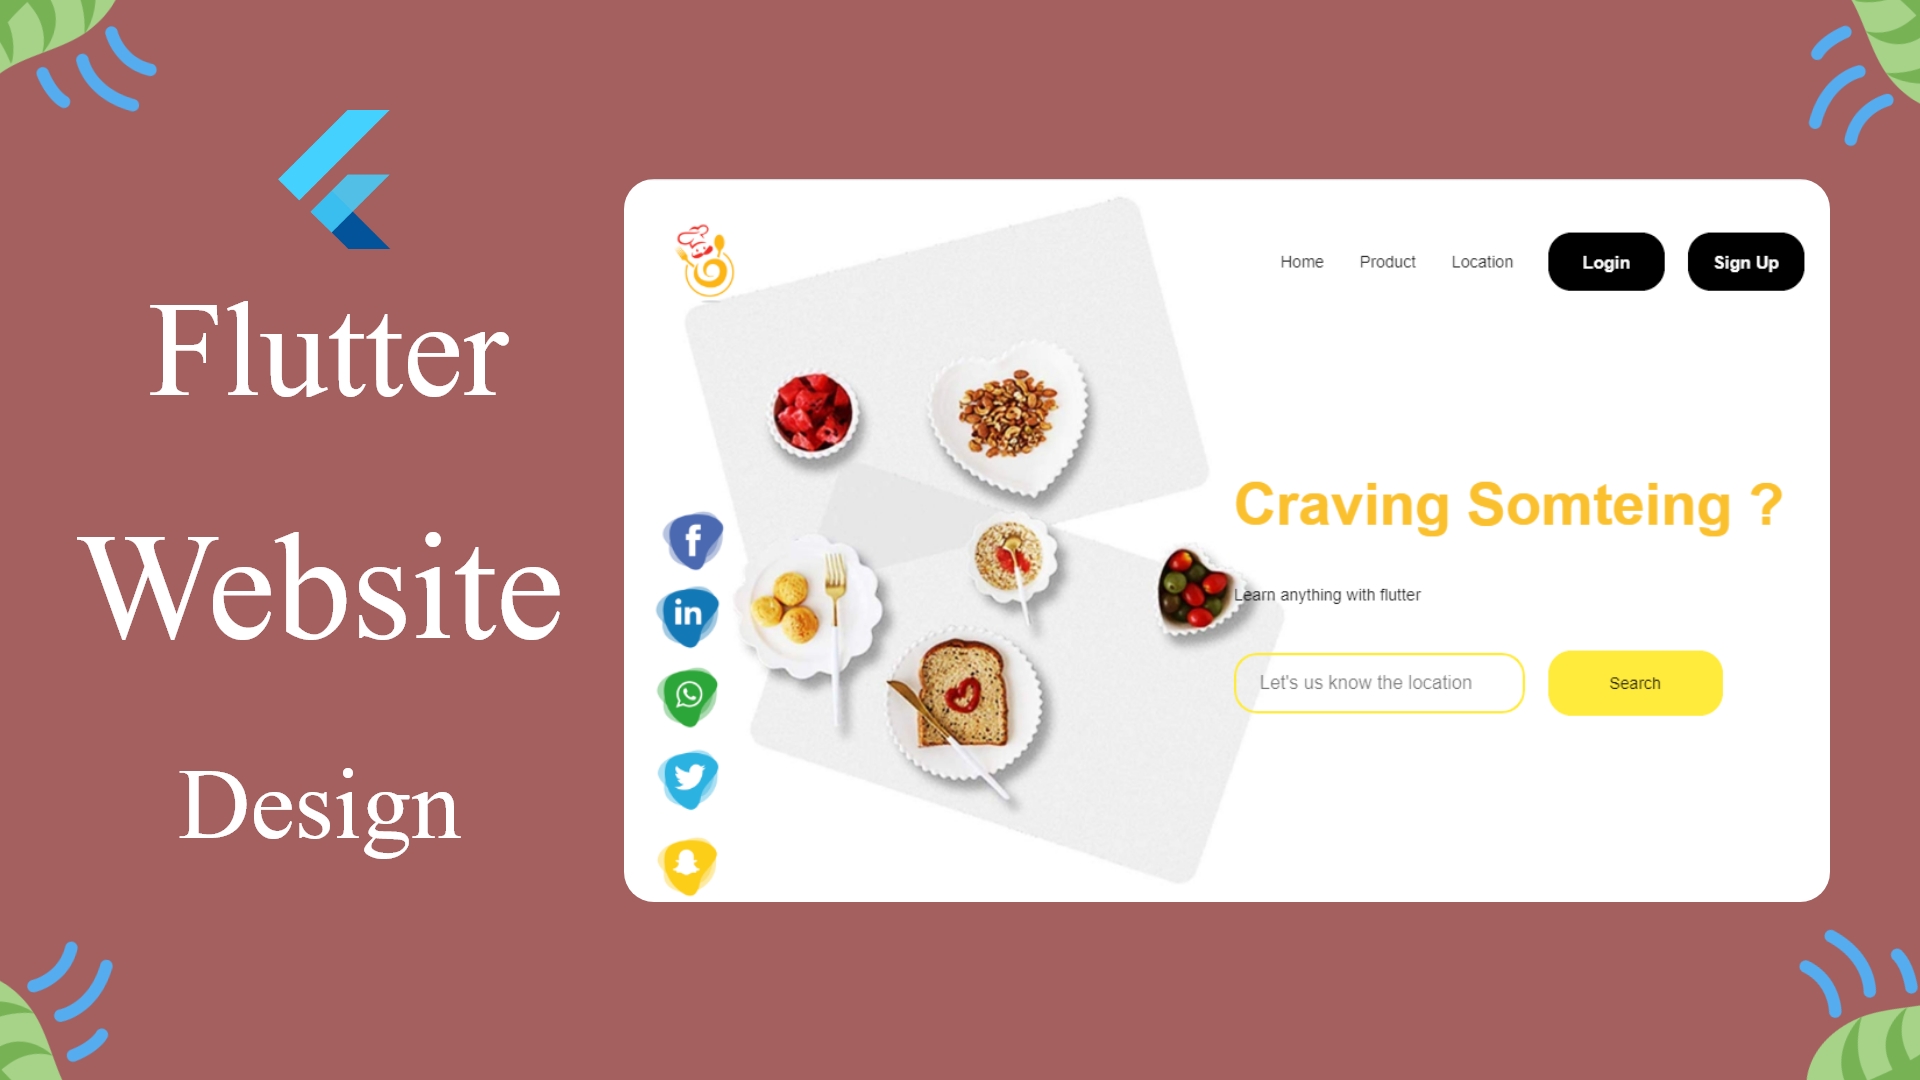 Flutter
Website
Design
Home Product Location Login Sign Up
Craving Somteing ?
Learn anything with flutter
Let's us know the location Search